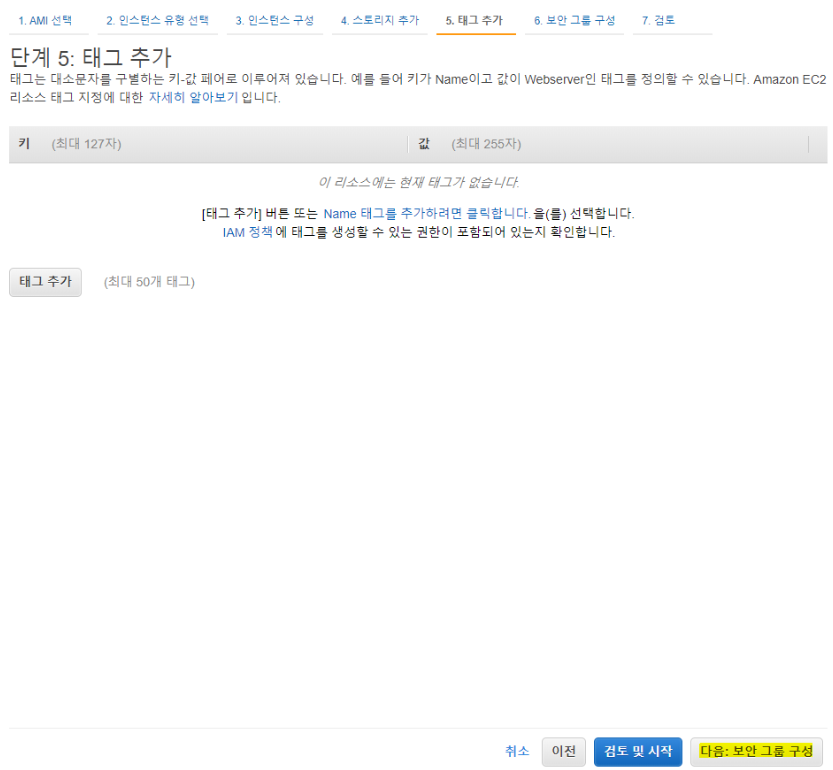 1. AMI 선택 2. 인스턴스 유형 선택 3. 인스턴스 구성 4. 스토리지 추가 5. 태그 추가 6. 보안 그룹 구성 7. 검토
단계 5: 태그 추가
태그는 대소문자를 구별하는 키-값 페어로 이루어져 있습니다. 예를 들어 키가 Name이고 값이 Webserver인 태그를 정의할 수 있습니다. Amazon EC2
리소스 태그 지정에 대한 자세히 알아보기 입니다.
키 (최대 127자) 값 (최대 255자)
이 리소스에는 현재 태그가 없습니다.
[태그 추가] 버튼 또는 Name 태그를 추가하려면 클릭합니다. 을(를) 선택합니다.
IAM 정책 에 태그를 생성할 수 있는 권한이 포함되어 있는지 확인합니다.
태그 추가 (최대 50개 태그)
취소 이전 검토 및 시작 다음: 보안 그룹 구성